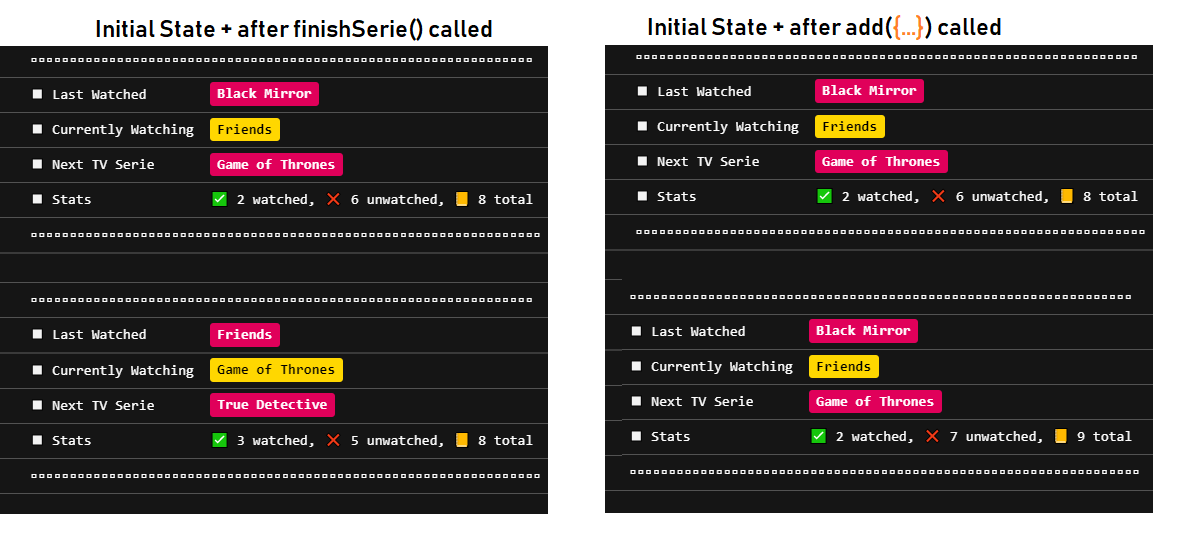 Initial State + after finishSerie() called
Last Watched Black Mirror
Currently Watching Friends
Next TV Serie Game of Thrones
Stats ✅ 2 watched, ❌ 6 unwatched, 8 total
Last Watched Friends
Currently Watching Game of Thrones
Next TV Serie True Detective
Stats ✅ 3 watched, ❌ 5 unwatched, 8 total
Initial State + after add({...}) called
Last Watched Black Mirror
Currently Watching Friends
Next TV Serie Game of Thrones
Stats ✅ 2 watched, ❌ 6 unwatched, 8 total
Last Watched Black Mirror
Currently Watching Friends
Next TV Serie Game of Thrones
Stats ✅ 2 watched, ❌ 7 unwatched, 9 total